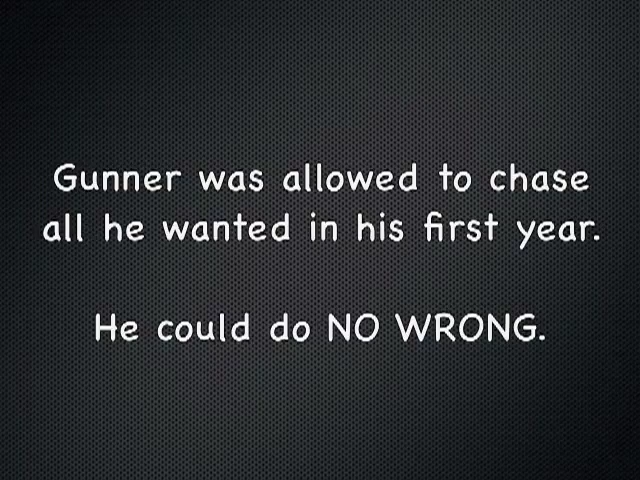 Gunner was allowed to chase
all he wanted in his first year.
He could do NO WRONG.